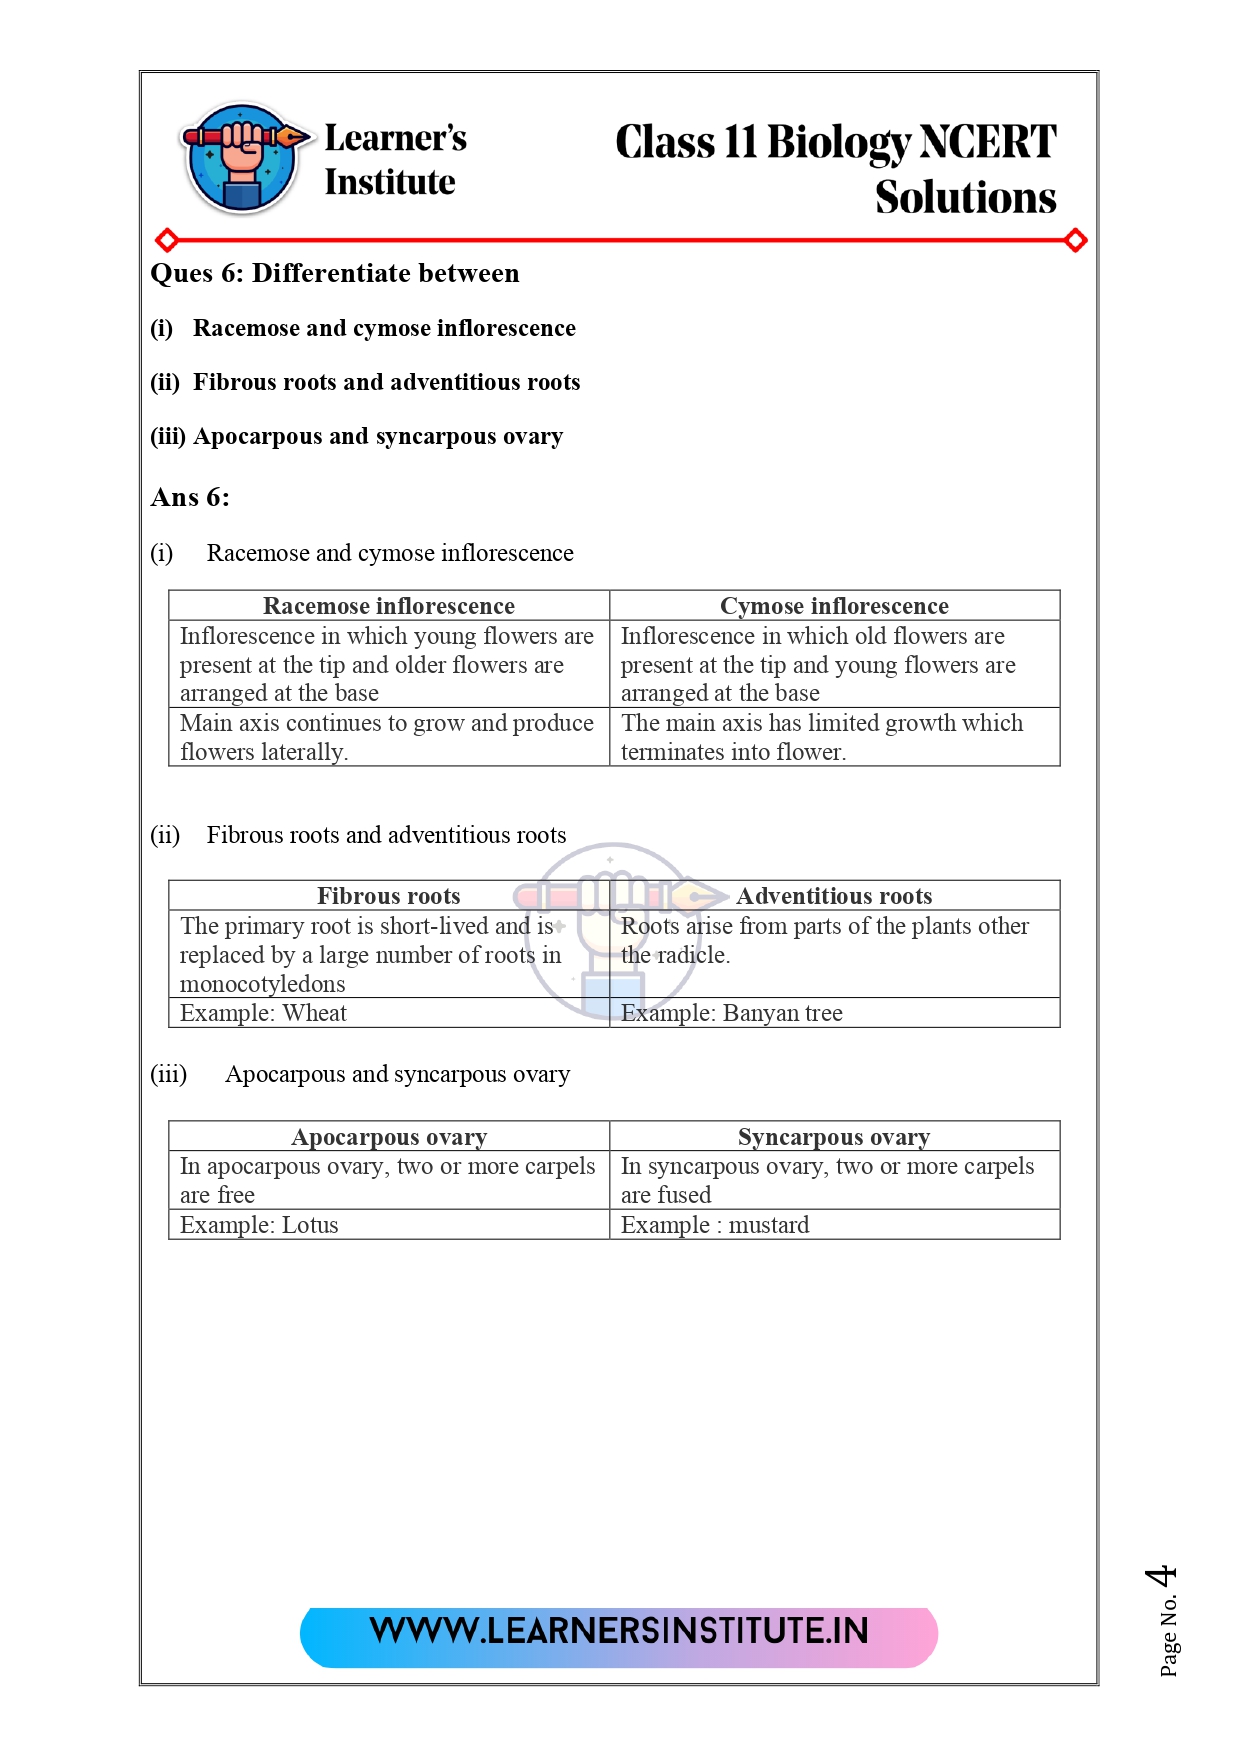 Learner's
Institute
Class 11 Biology NCERT
Solutions
Ques 6: Differentiate between
(i) Racemose and cymose inflorescence
(ii) Fibrous roots and adventitious roots
(iii) Apocarpous and syncarpous ovary
Ans 6:
(i) Racemose and cymose inflorescence
Racemose inflorescence
Cymose inflorescence
Inflorescence in which young flowers are
present at the tip and older flowers are
arranged at the base
Inflorescence in which old flowers are
present at the tip and young flowers are
arranged at the base
Main axis continues to grow and produce
flowers laterally.
The main axis has limited growth which
terminates into flower.
(ii) Fibrous roots and adventitious roots
Fibrous roots
Adventitious roots
The primary root is short-lived and is
replaced by a large number of roots in
monocotyledons
Roots arise from parts of the plants other
the radicle.
Example: Wheat
Example: Banyan tree
(iii) Apocarpous and syncarpous ovary
Apocarpous ovary
Syncarpous ovary
In apocarpous ovary, two or more carpels
are free
In syncarpous ovary, two or more carpels
are fused
Example: Lotus
Example : mustard
WWW.LEARNERSINSTITUTE.IN
Page No. 4